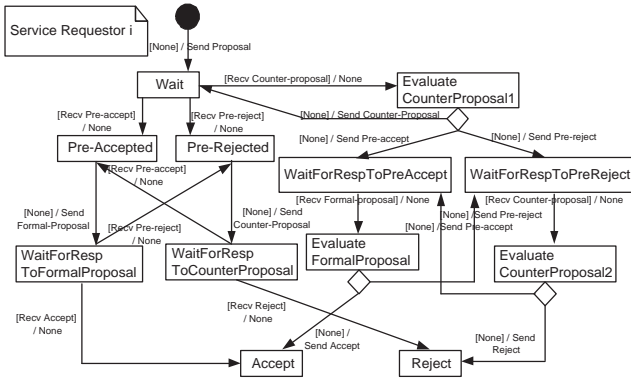 Service Requestor i
[None] / Send Proposal
Wait
[Recv Counter-proposal] / None
Evaluate
CounterProposal1
[None] / Send Counter-Proposal
[Recv Pre-accept]
/ None
[Recv Pre-reject]
/ None
[None] / Send Pre-accept
[None] / Send Pre-reject
Pre-Accepted
Pre-Rejected
[Recv Pre-accept]
/ None
WaitForRespToPreAccept
WaitForRespToPreReject
[Recv Formal-proposal] / None
[Recv Counter-proposal] / None
[None] / Send
Formal-Proposal
[Recv Pre-reject]
/ None
[None] / Send
Counter-Proposal
[None] /Send Pre-reject
[None] /Send Pre-accept
Evaluate
FormalProposal
Evaluate
CounterProposal2
WaitForResp
ToFormalProposal
WaitForResp
ToCounterProposal
[Recv Accept]
/ None
[Recv Reject]
/ None
[None] /
Send Accept
[None] / Send
Reject
Accept
Reject